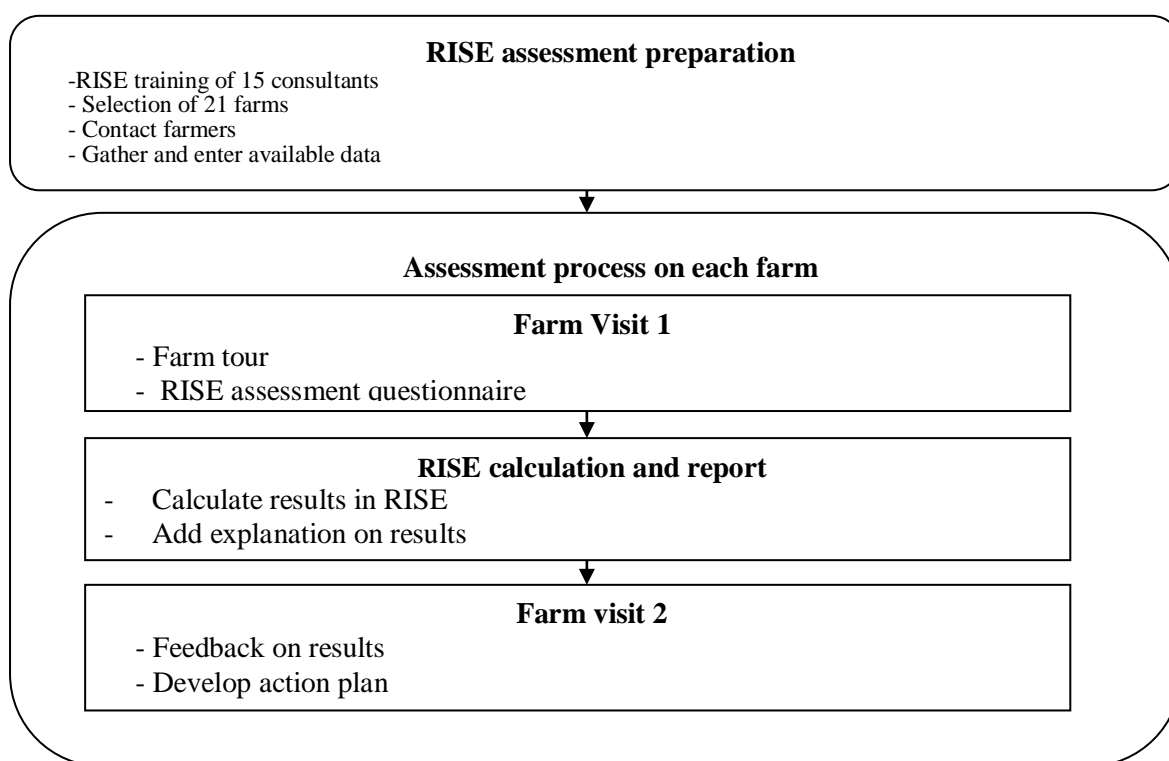 RISE assessment preparation
-RISE training of 15 consultants
- Selection of 21 farms
- Contact farmers
- Gather and enter available data
Assessment process on each farm
Farm Visit 1
- Farm tour
- RISE assessment questionnaire
RISE calculation and report
- Calculate results in RISE
- Add explanation on results
Farm visit 2
- Feedback on results
- Develop action plan